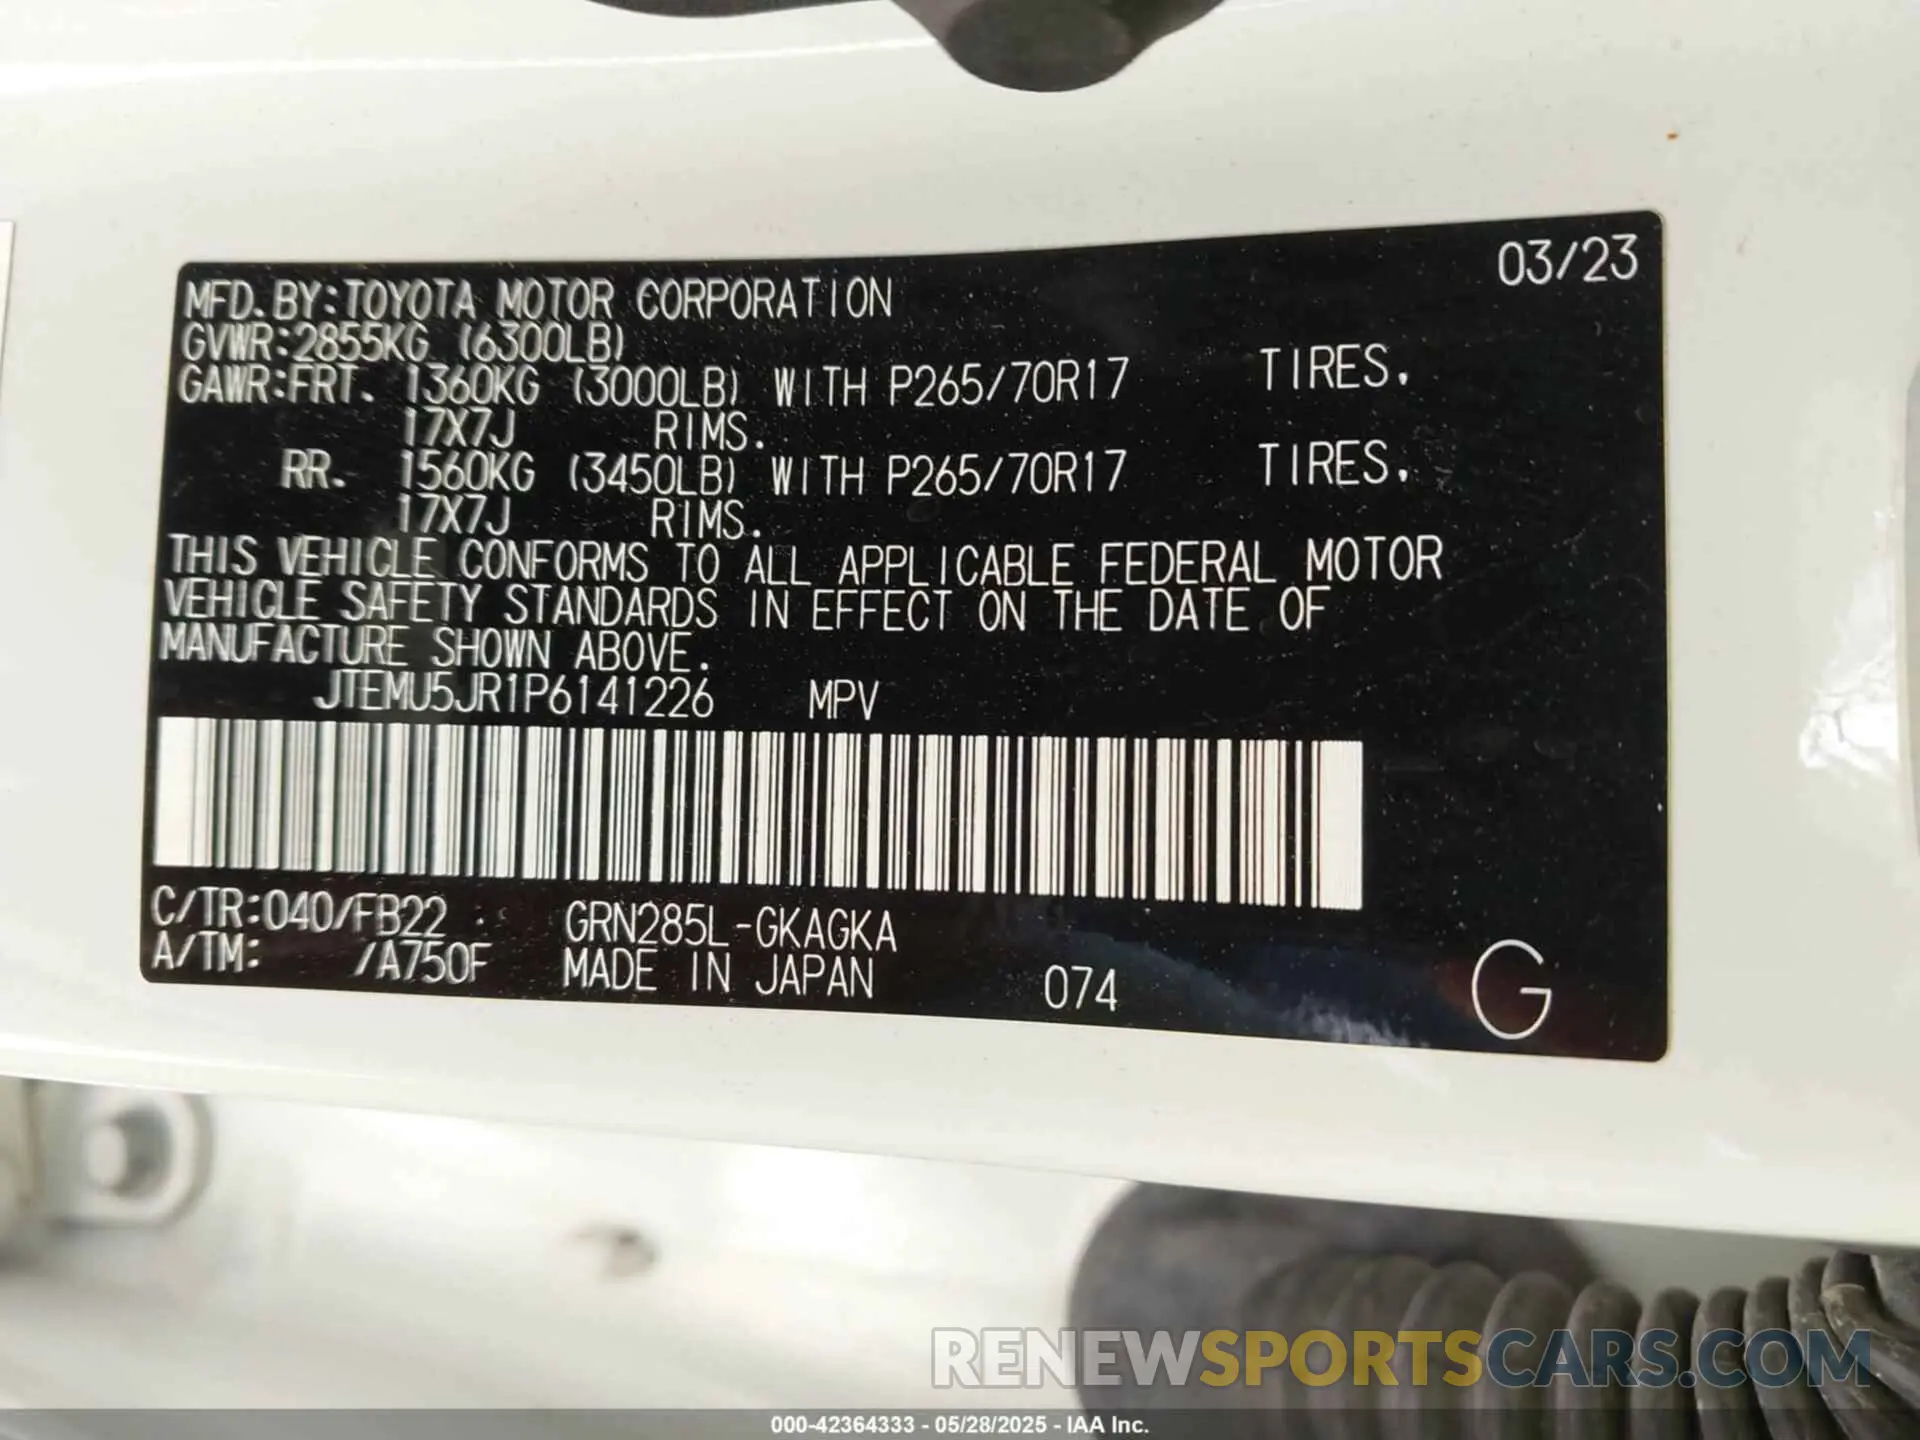 03/23
MFD.BY:TOYOTA MOTOR CORPORATION
GVWR:2855KG (6300LB)
GAWR:FRT. 1360KG (3000LB) WITH P265/70R17 TIRES,
17X7J RIMS.
RR. 1560KG (3450LB) WITH P265/70R17 TIRES,
17X7J RIMS.
THIS VEHICLE CONFORMS TO ALL APPLICABLE FEDERAL MOTOR
VEHICLE SAFETY STANDARDS IN EFFECT ON THE DATE OF
MANUFACTURE SHOWN ABOVE.
JTEMU5JR1P6141226 MPV
C/TR:040/FB22 GRN285L-GKAGKA
A/TM: /A750F MADE IN JAPAN 074 G
RENEWSPORTSCARS.COM
000-42364333 - 05/28/2025 - IAA Inc.